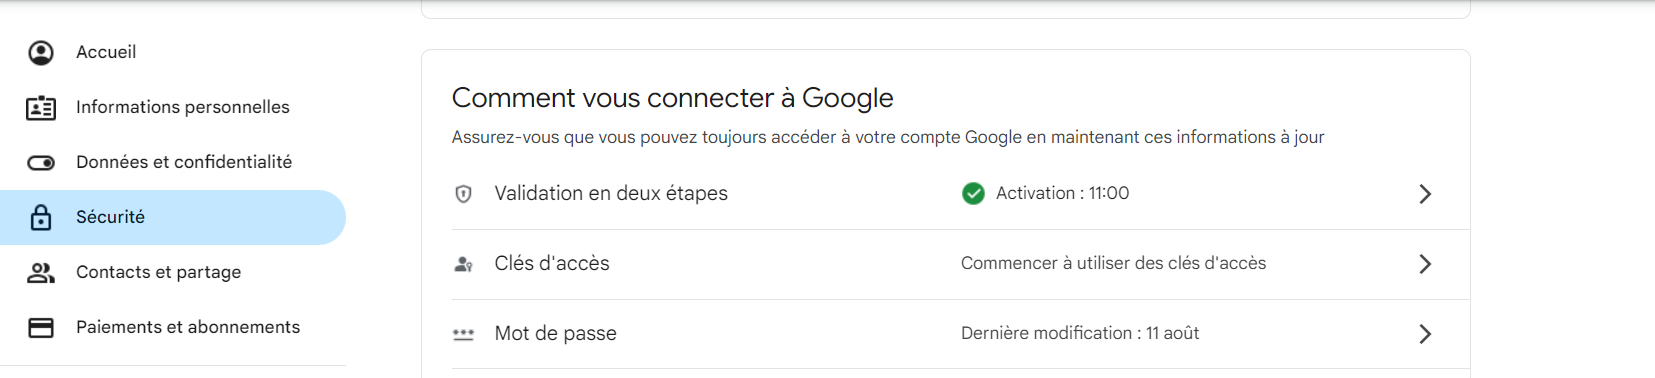 Accueil
Informations personnelles
Données et confidentialité
Sécurité
Contacts et partage
Paiements et abonnements
Comment vous connecter à Google
Assurez-vous que vous pouvez toujours accéder à votre compte Google en maintenant ces informations à jour
Validation en deux étapes
Activation : 11:00
Clés d'accès
Commencer à utiliser des clés d'accès
Mot de passe
Dernière modification : 11 août